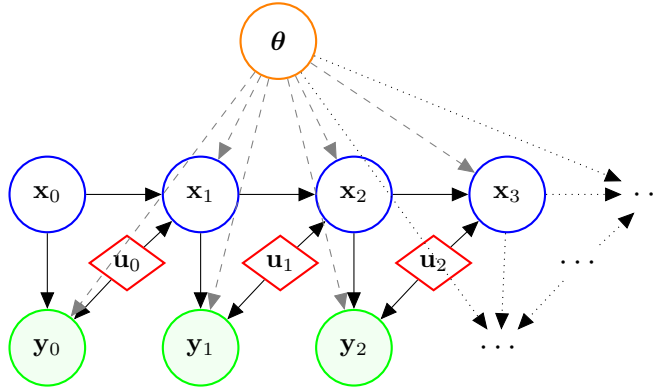 θ
x₀ x₁ x₂ x₃ ··
u₀ u₁ u₂ ···
y₀ y₁ y₂ ···